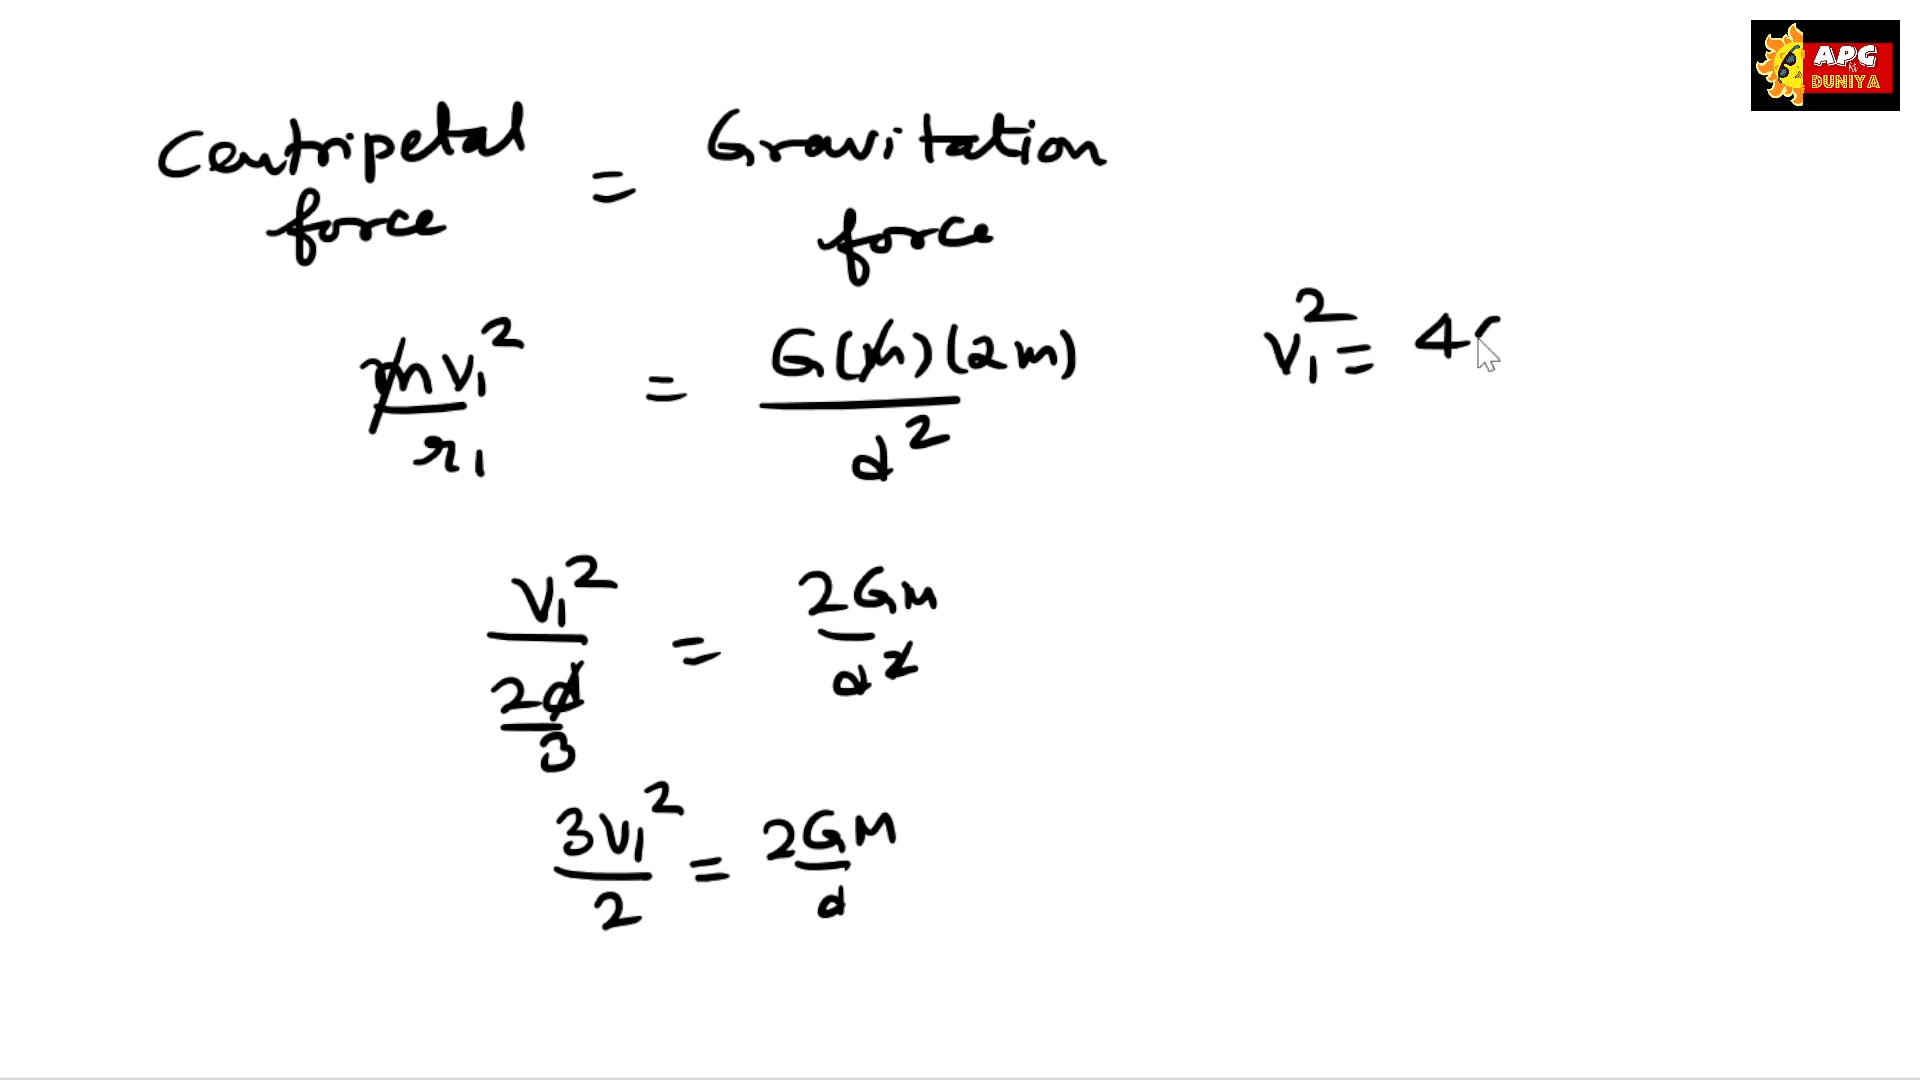 APG
ki
DUNIYA
Centripetal force = Gravitation force
mv₁²/r₁ = G(m)(2m)/d²
v₁²/(2d/3) = 2GM/d²
3v₁²/2 = 2GM/d
v₁² = 4